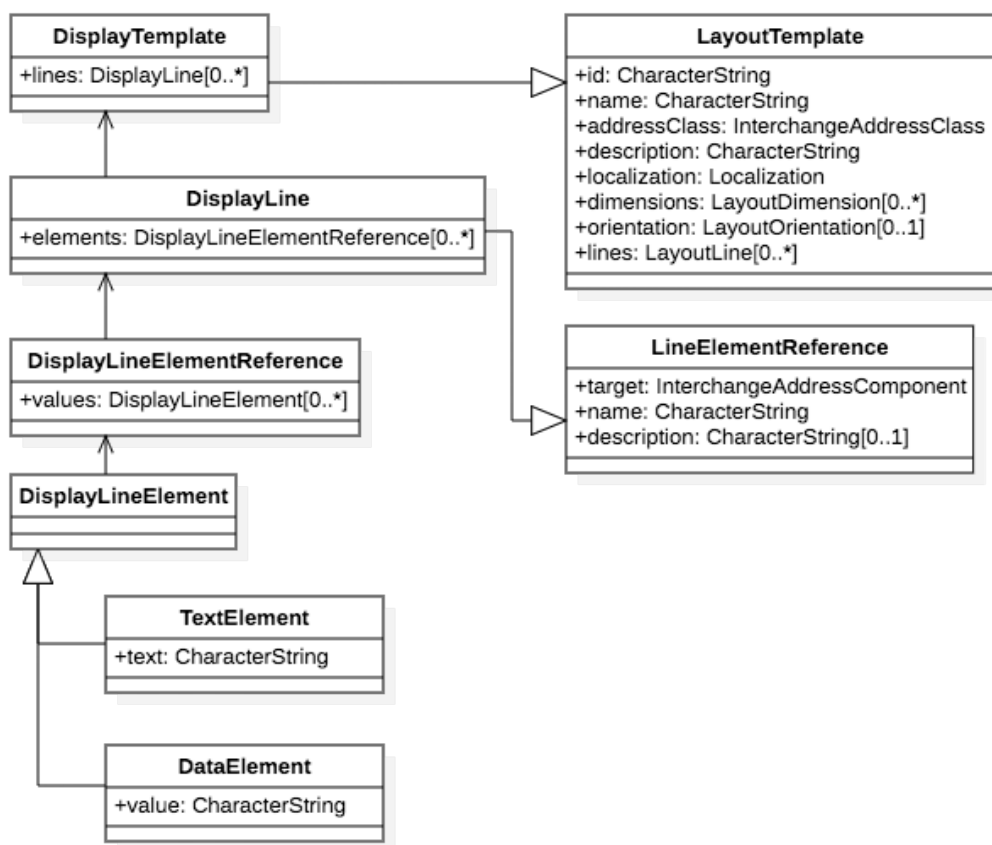 DisplayTemplate
+lines: DisplayLine[0..*]
LayoutTemplate
+id: CharacterString
+name: CharacterString
+addressClass: InterchangeAddressClass
+description: CharacterString
+localization: Localization
+dimensions: LayoutDimension[0..*]
+orientation: LayoutOrientation[0..1]
+lines: LayoutLine[0..*]
DisplayLine
+elements: DisplayLineElementReference[0..*]
LineElementReference
+target: InterchangeAddressComponent
+name: CharacterString
+description: CharacterString[0..1]
DisplayLineElementReference
+values: DisplayLineElement[0..*]
DisplayLineElement
TextElement
+text: CharacterString
DataElement
+value: CharacterString